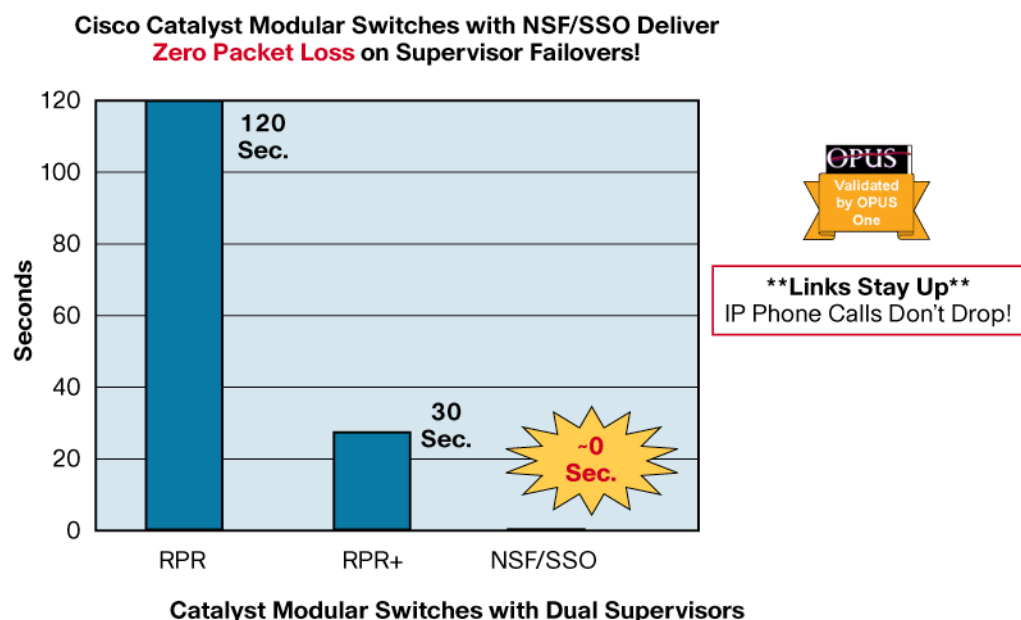 Cisco Catalyst Modular Switches with NSF/SSO Deliver
Zero Packet Loss on Supervisor Failovers!
120
100
80
60
40
20
0
Seconds
120
Sec.
30
Sec.
~0
Sec.
RPR
RPR+
NSF/SSO
Catalyst Modular Switches with Dual Supervisors
OPUS
Validated
by OPUS
One
**Links Stay Up**
IP Phone Calls Don't Drop!